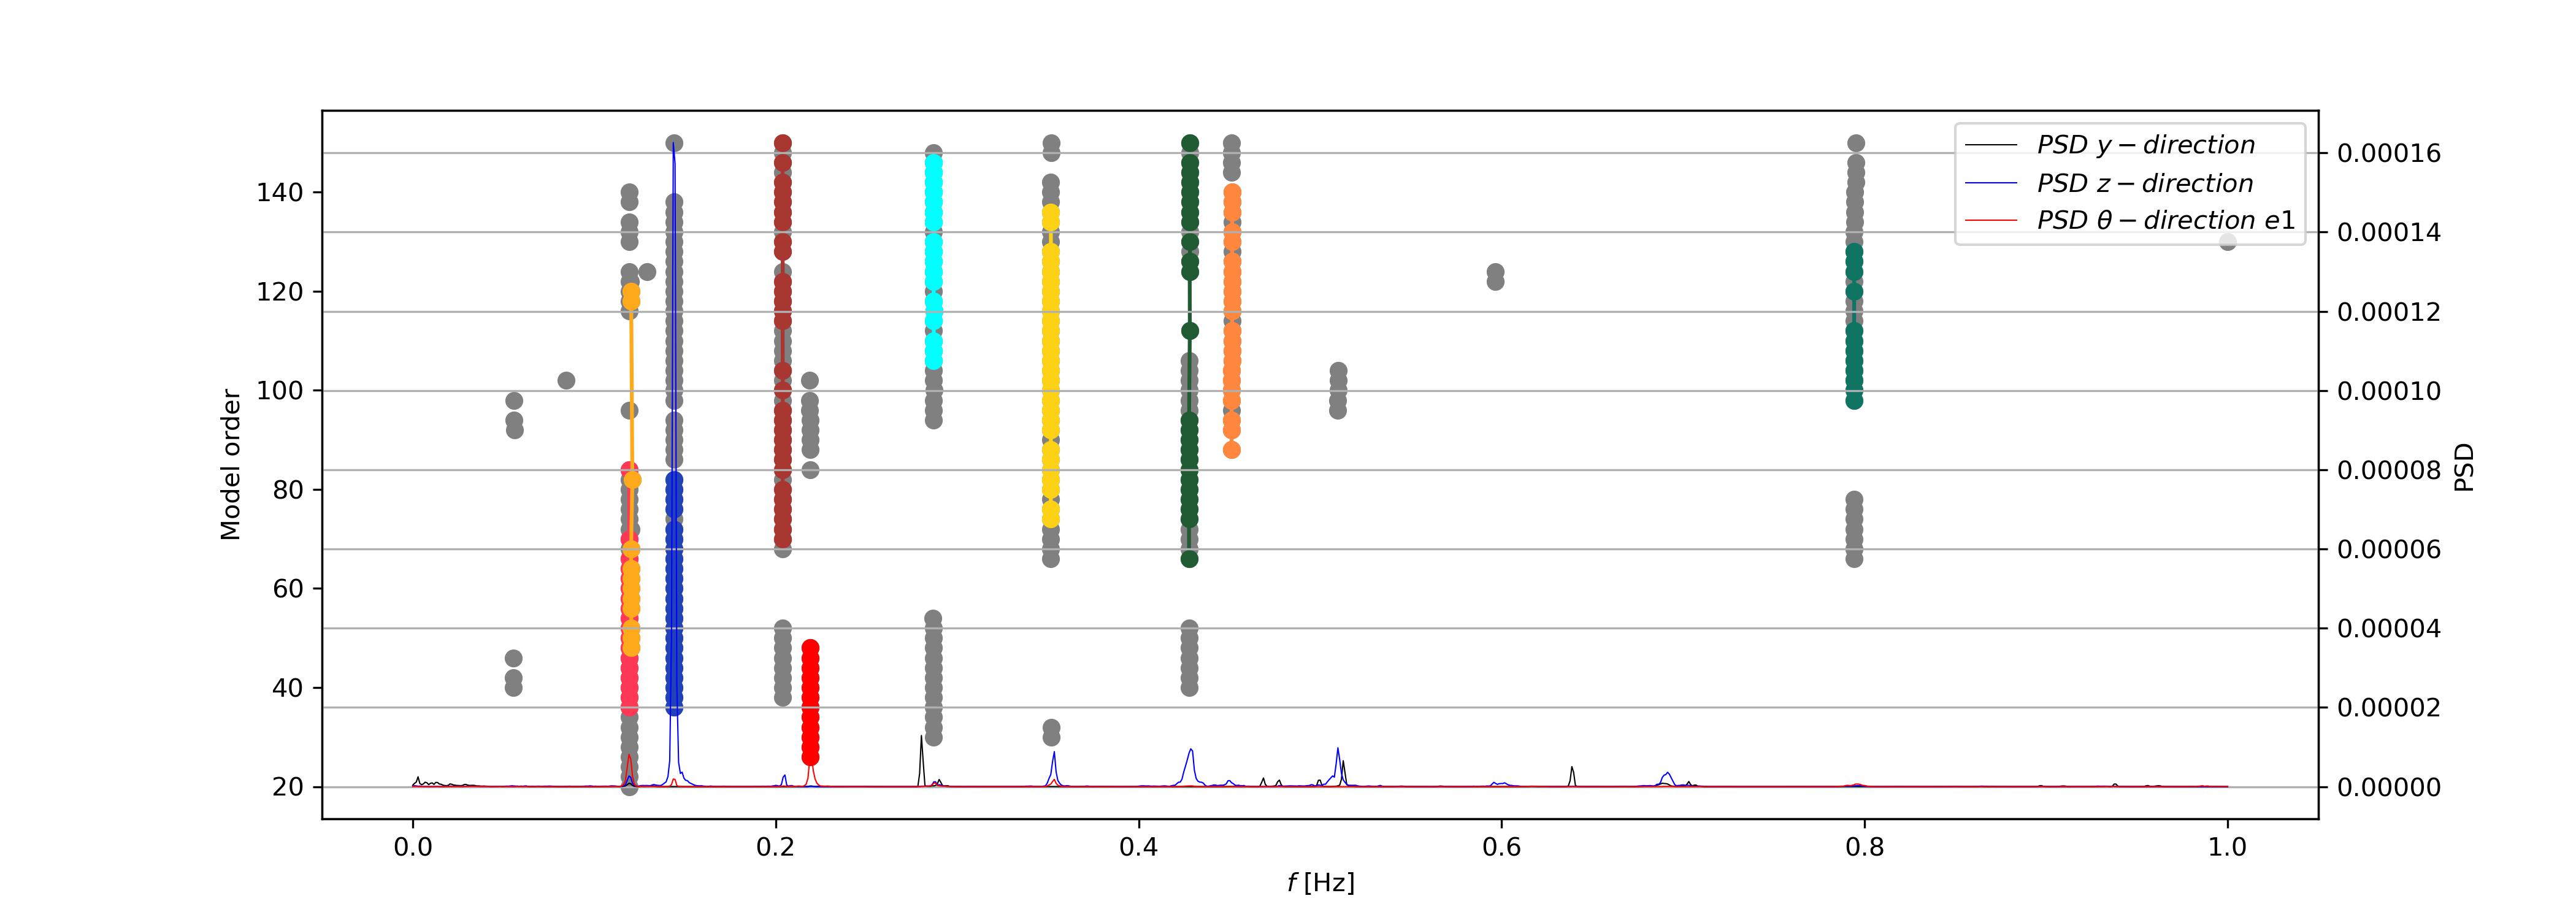 PSD y − direction
PSD z − direction
PSD θ − direction e1
140
120
100
80
60
40
20
Model order
0.00016
0.00014
0.00012
0.00010
0.00008
0.00006
0.00004
0.00002
0.00000
PSD
0.0 0.2 0.4 0.6 0.8 1.0
f [Hz]